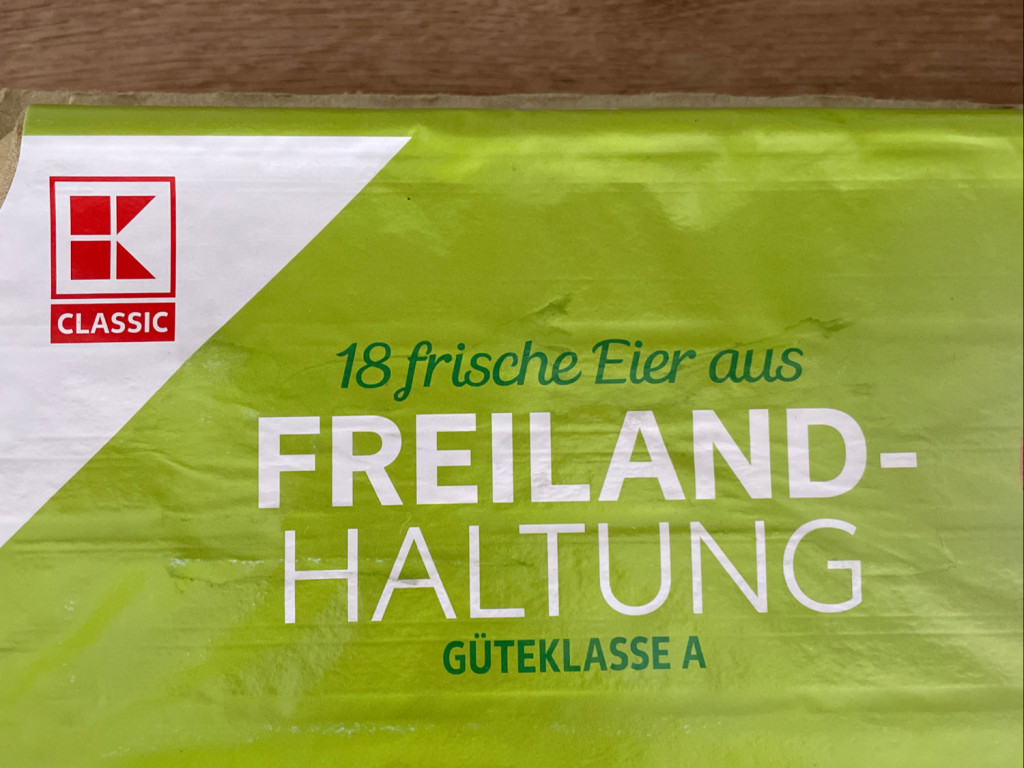 K
CLASSIC
18 frische Eier aus
FREILAND-
HALTUNG
GÜTEKLASSE A